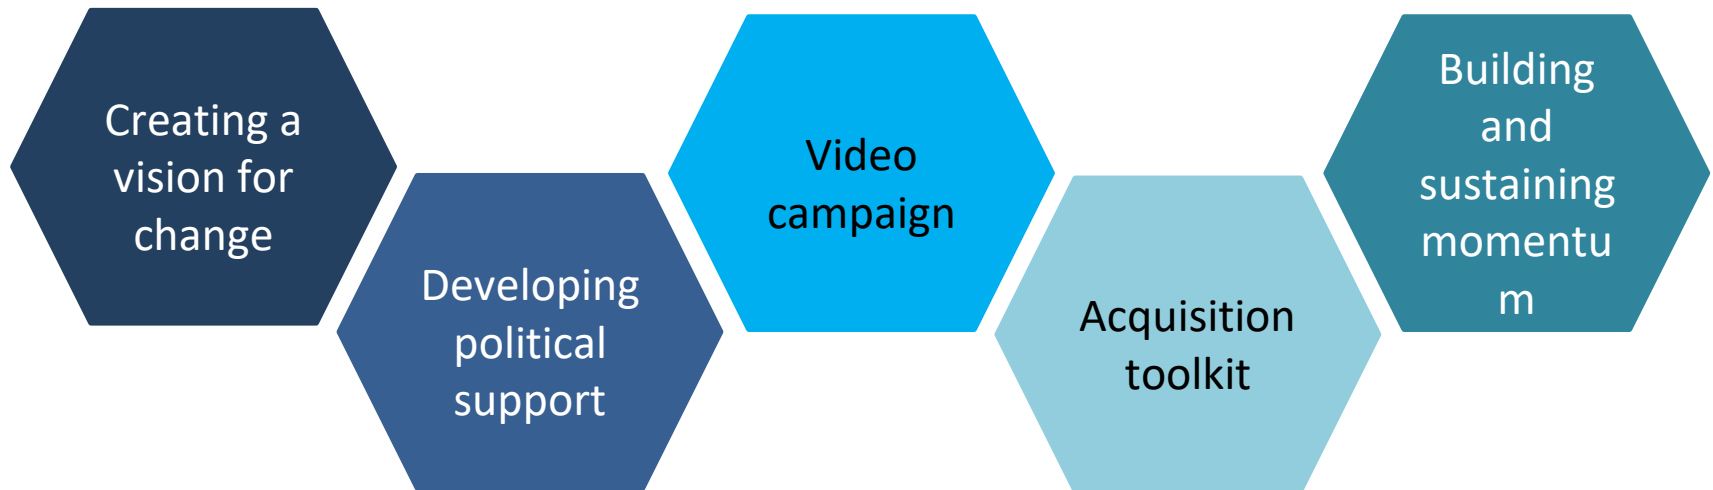 Creating a
vision for
change
Developing
political
support
Video
campaign
Acquisition
toolkit
Building
and
sustaining
momentu
m